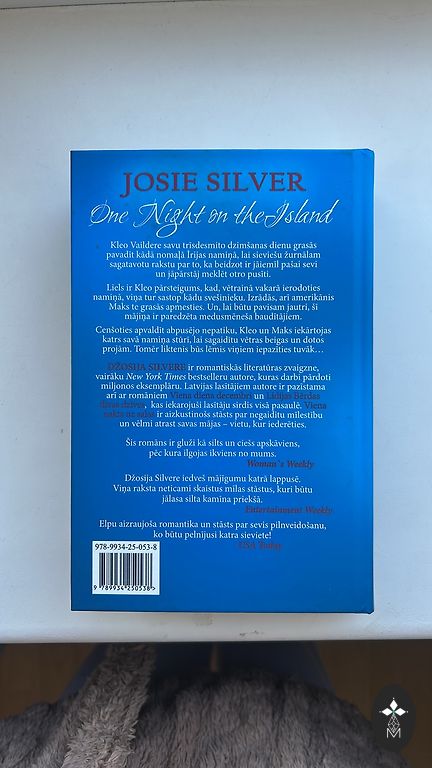 JOSIE SILVER
One Night on the Island
Kleo Vaildere savu trīsdesmito dzimšanas dienu grasās
pavadīt kādā nomaļā Īrijas namiņā, lai sieviešu žurnālam
sagatavotu rakstu par to, ka beidzot ir jāiemīl pašai sevi
un jāpārstāj meklēt otru pusīti.
Liels ir Kleo pārsteigums, kad, vētrainā vakarā ierodoties
namiņā, viņa tur sastop kādu svešinieku. Izrādās, arī amerikānis
Maks te grasās apmesties. Un, lai būtu pavisam jautri, šī
mājiņa ir paredzēta medusmēneša baudītājiem.
Cenšoties apvaldīt abpusējo nepatiku, Kleo un Maks iekārtojas
katrs savā namiņa stūrī, lai sagaidītu vētras beigas un dotos
projām. Tomēr liktenis būs lēmis viņiem iepazīties tuvāk…
DŽOSIJA SILVERE ir romantiskās literatūras zvaigzne,
vairāku New York Times bestselleru autore, kuras darbi pārdoti
miljonos eksemplāru. Latvijas lasītājiem autore ir pazīstama
arī ar romāniem Viena diena decembrī un Lidijas Bērdas
kas iekarojuši lasītāju sirdis visā pasaulē. Viena
nakts uz salas ir aizkustinošs stāsts par negaidītu mīlestību
un vēlmi atrast savas mājas – vietu, kur iederēties.
Šis romāns ir gluži kā silts un ciešs apskāviens,
pēc kura ilgojas ikviens no mums.
Woman's Weekly
Džosija Silvere iedveš mājīgumu katrā lappusē.
Viņa raksta neticami skaistus mīlas stāstus, kuri būtu
jālasa silta kamīna priekšā.
Entertainment Weekly
Elpu aizraujoša romantika un stāsts par sevis pilnveidošanu,
ko būtu pelnījusi katra sieviete!
USA Today
978-9934-25-053-8
9 789934 250538
M